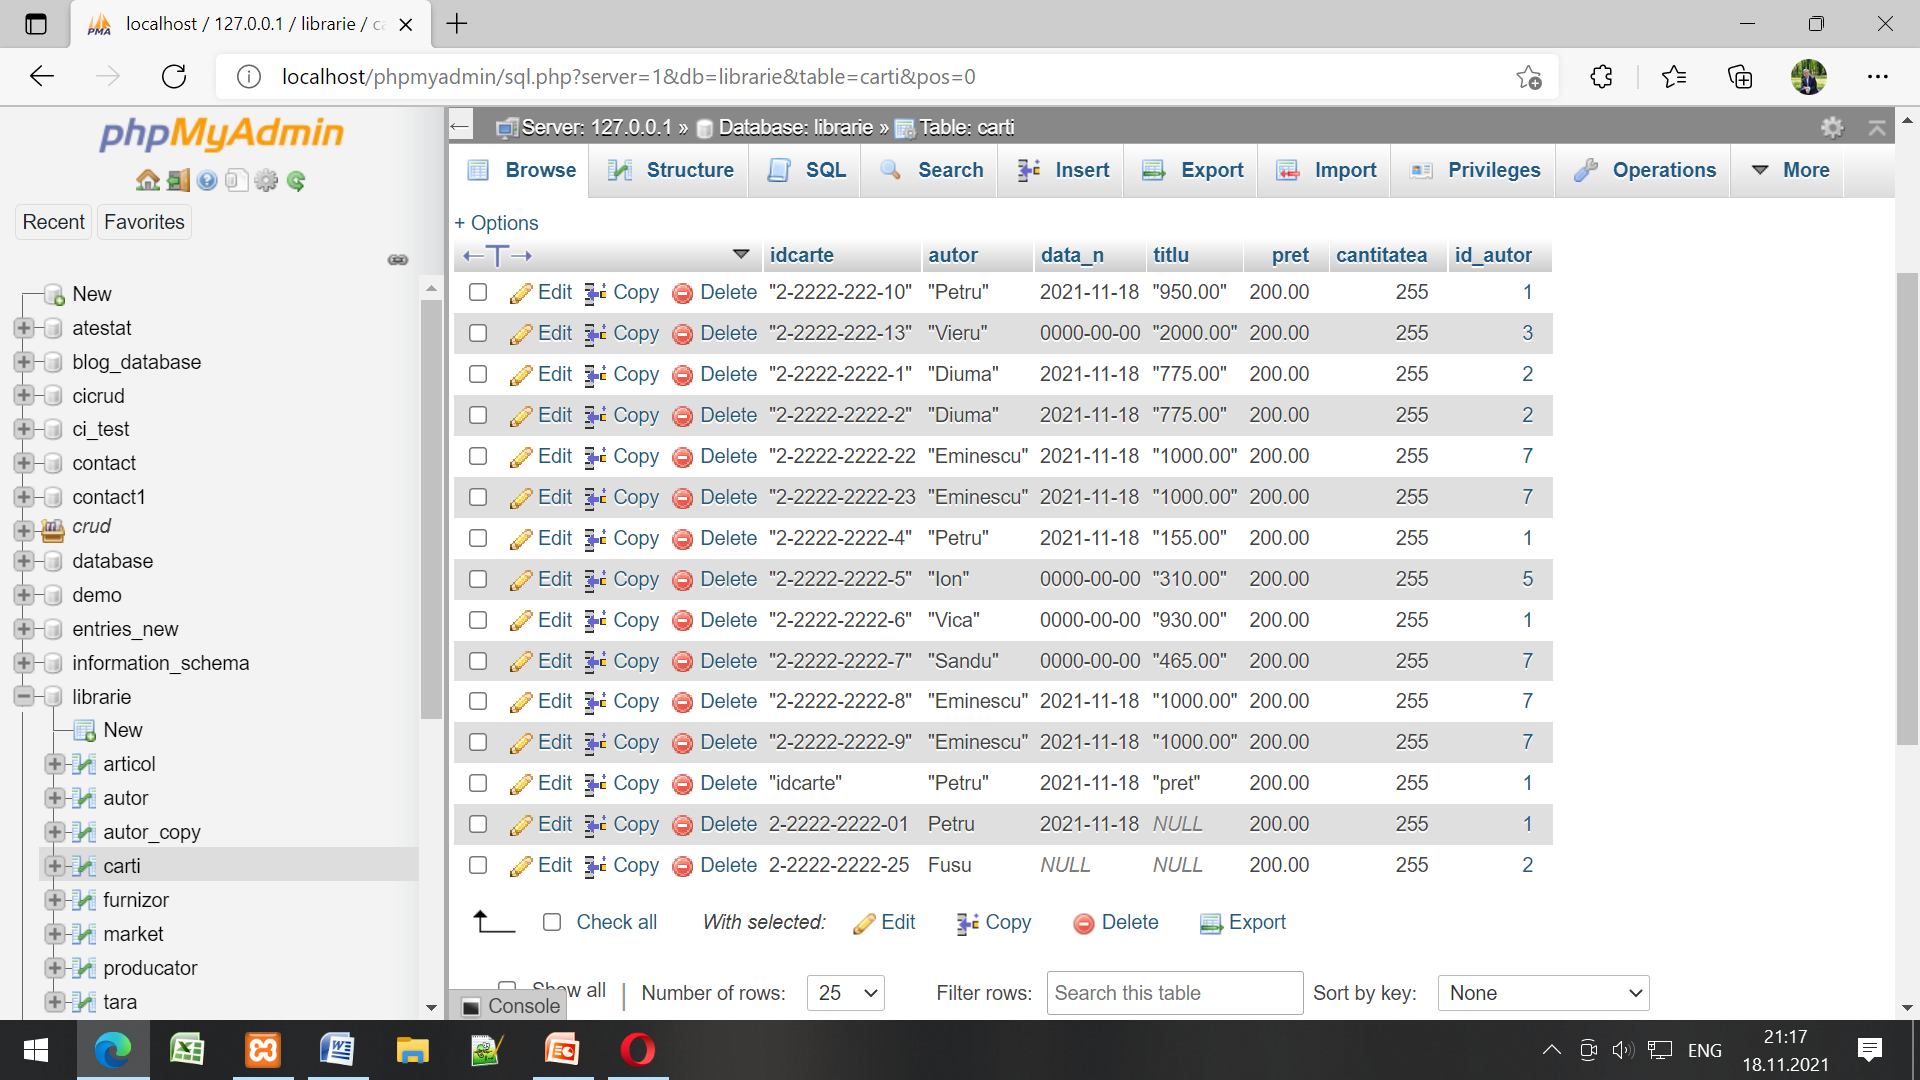 localhost / 127.0.0.1 / librarie / ca
localhost/phpmyadmin/sql.php?server=1&db=librarie&table=carti&pos=0
phpMyAdmin
Recent Favorites
New
atestat
blog_database
cicrud
ci_test
contact
contact1
crud
database
demo
entries_new
information_schema
librarie
New
articol
autor
autor_copy
carti
furnizor
market
producator
tara
Server: 127.0.0.1 » Database: librarie » Table: carti
Browse Structure SQL Search Insert Export Import Privileges Operations More
+ Options
idcarte autor data_n titlu pret cantitatea id_autor
Edit Copy Delete "2-2222-222-10" "Petru" 2021-11-18 "950.00" 200.00 255 1
Edit Copy Delete "2-2222-222-13" "Vieru" 0000-00-00 "2000.00" 200.00 255 3
Edit Copy Delete "2-2222-2222-1" "Diuma" 2021-11-18 "775.00" 200.00 255 2
Edit Copy Delete "2-2222-2222-2" "Diuma" 2021-11-18 "775.00" 200.00 255 2
Edit Copy Delete "2-2222-2222-22 "Eminescu" 2021-11-18 "1000.00" 200.00 255 7
Edit Copy Delete "2-2222-2222-23 "Eminescu" 2021-11-18 "1000.00" 200.00 255 7
Edit Copy Delete "2-2222-2222-4" "Petru" 2021-11-18 "155.00" 200.00 255 1
Edit Copy Delete "2-2222-2222-5" "Ion" 0000-00-00 "310.00" 200.00 255 5
Edit Copy Delete "2-2222-2222-6" "Vica" 0000-00-00 "930.00" 200.00 255 1
Edit Copy Delete "2-2222-2222-7" "Sandu" 0000-00-00 "465.00" 200.00 255 7
Edit Copy Delete "2-2222-2222-8" "Eminescu" 2021-11-18 "1000.00" 200.00 255 7
Edit Copy Delete "2-2222-2222-9" "Eminescu" 2021-11-18 "1000.00" 200.00 255 7
Edit Copy Delete "idcarte" "Petru" 2021-11-18 "pret" 200.00 255 1
Edit Copy Delete 2-2222-2222-01 Petru 2021-11-18 NULL 200.00 255 1
Edit Copy Delete 2-2222-2222-25 Fusu NULL NULL 200.00 255 2
Check all With selected: Edit Copy Delete Export
Show all Number of rows: 25 Filter rows: Search this table Sort by key: None
Console
ENG 21:17
18.11.2021